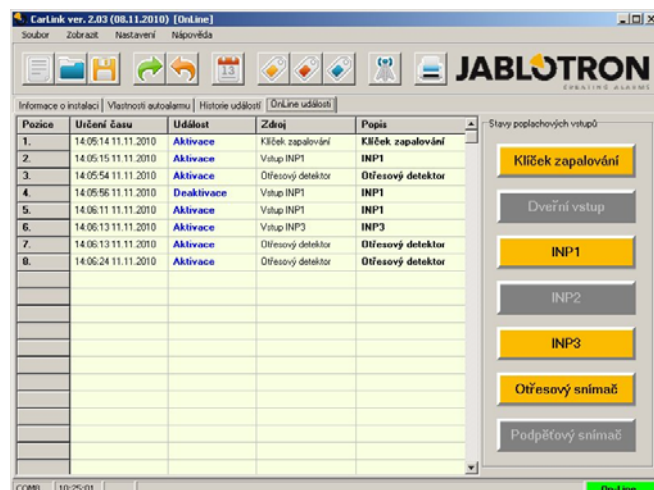 CarLink ver. 2.03 (08.11.2010) [OnLine]
Soubor Zobrazit Nastavení Nápověda
13
JABLOTRON
CREATING ALARMS
Informace o instalaci Vlastnosti autoalarmu Historie událostí OnLine události
Pozice Určení času Událost Zdroj Popis
1. 14:05:14 11.11.2010 Aktivace Klíček zapalování Klíček zapalování
2. 14:05:15 11.11.2010 Aktivace Vstup INP1 INP1
3. 14:05:54 11.11.2010 Aktivace Otřesový detektor Otřesový detektor
4. 14:05:56 11.11.2010 Deaktivace Vstup INP1 INP1
5. 14:06:11 11.11.2010 Aktivace Vstup INP1 INP1
6. 14:06:13 11.11.2010 Aktivace Vstup INP3 INP3
7. 14:06:13 11.11.2010 Aktivace Otřesový detektor Otřesový detektor
8. 14:06:24 11.11.2010 Aktivace Otřesový detektor Otřesový detektor
Stavy poplachových vstupů
Klíček zapalování
Dveřní vstup
INP1
INP2
INP3
Otřesový snímač
Podpěťový snímač
10:25:01 On-Line